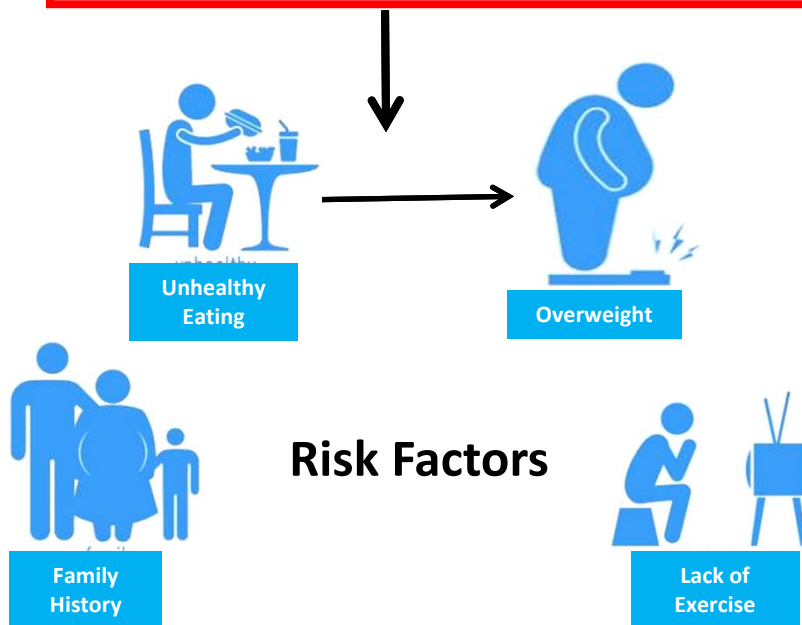 Unhealthy
Eating
Overweight
Risk Factors
Family
History
Lack of
Exercise